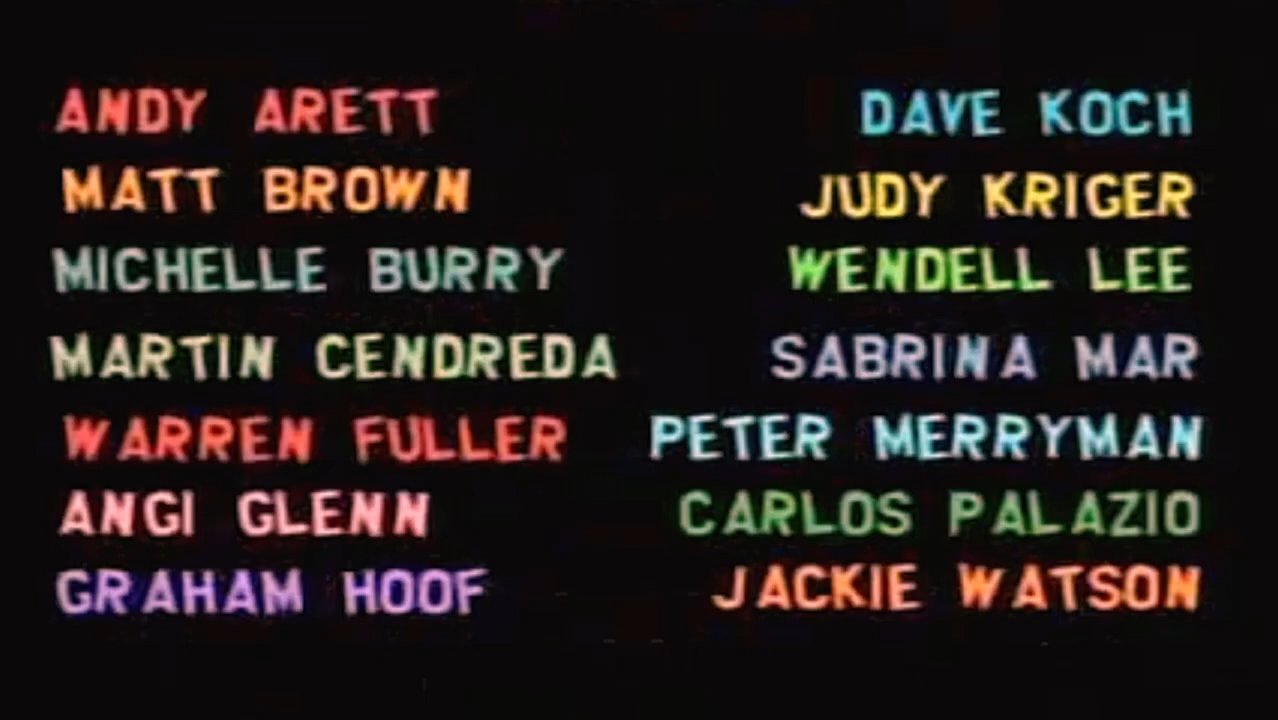 ANDY ARETT
MATT BROWN
MICHELLE BURRY
MARTIN CENDREDA
WARREN FULLER
ANGI GLENN
GRAHAM HOOF
DAVE KOCH
JUDY KRIGER
WENDELL LEE
SABRINA MAR
PETER MERRYMAN
CARLOS PALAZIO
JACKIE WATSON